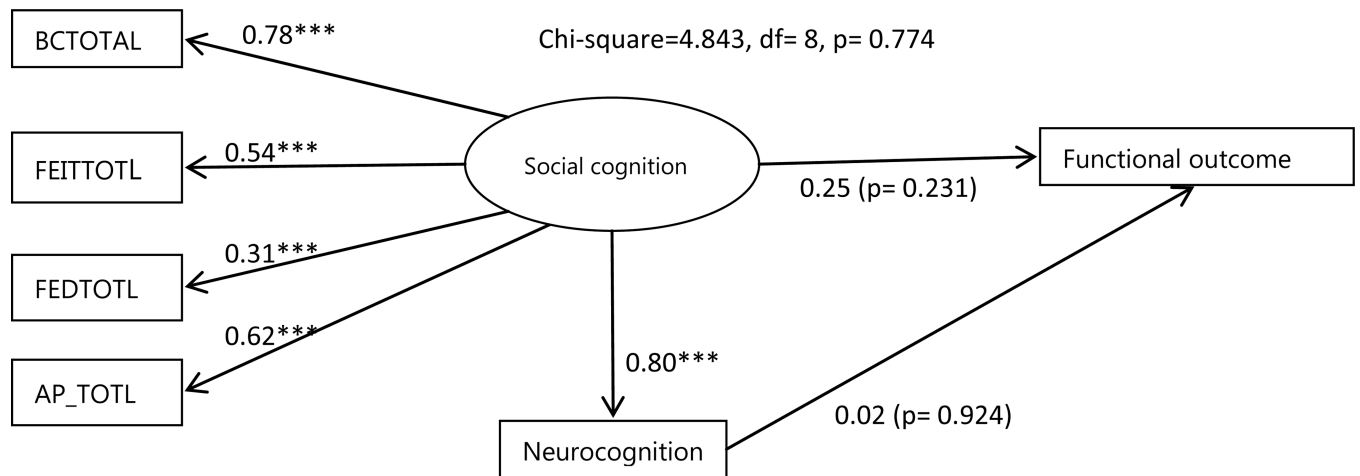 BCTOTAL
0.78***
Chi-square=4.843, df= 8, p= 0.774
FEITTOTL
0.54***
Social cognition
Functional outcome
0.25 (p= 0.231)
FEDTOTL
0.31***
AP_TOTL
0.62***
0.80***
0.02 (p= 0.924)
Neurocognition